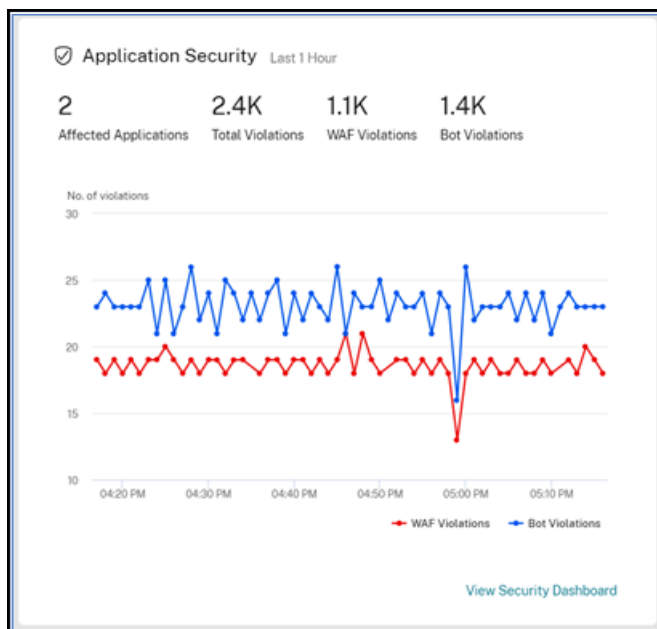 Application Security Last 1 Hour
2 2.4K 1.1K 1.4K
Affected Applications Total Violations WAF Violations Bot Violations
No. of violations
30
25
20
15
10
04:20 PM 04:30 PM 04:40 PM 04:50 PM 05:00 PM 05:10 PM
WAF Violations Bot Violations
View Security Dashboard